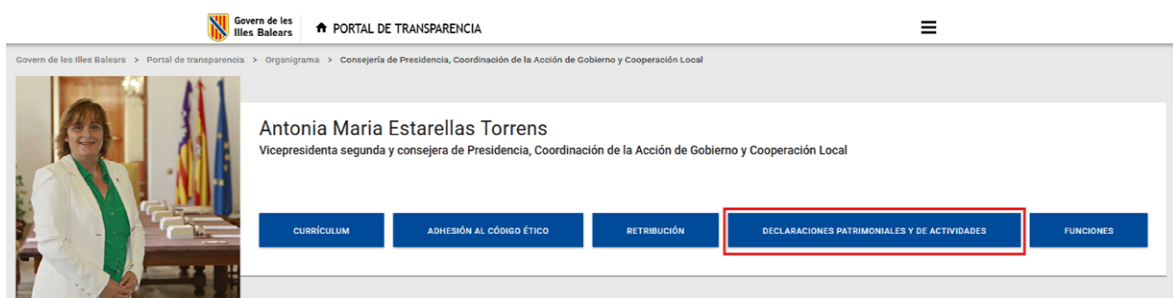 Govern de les
Illes Balears
PORTAL DE TRANSPARENCIA
Govern de les Illes Balears > Portal de transparencia > Organigrama > Consejería de Presidencia, Coordinación de la Acción de Gobierno y Cooperación Local
Antonia Maria Estarellas Torrens
Vicepresidenta segunda y consejera de Presidencia, Coordinación de la Acción de Gobierno y Cooperación Local
CURRÍCULUM ADHESIÓN AL CÓDIGO ÉTICO RETRIBUCIÓN DECLARACIONES PATRIMONIALES Y DE ACTIVIDADES FUNCIONES